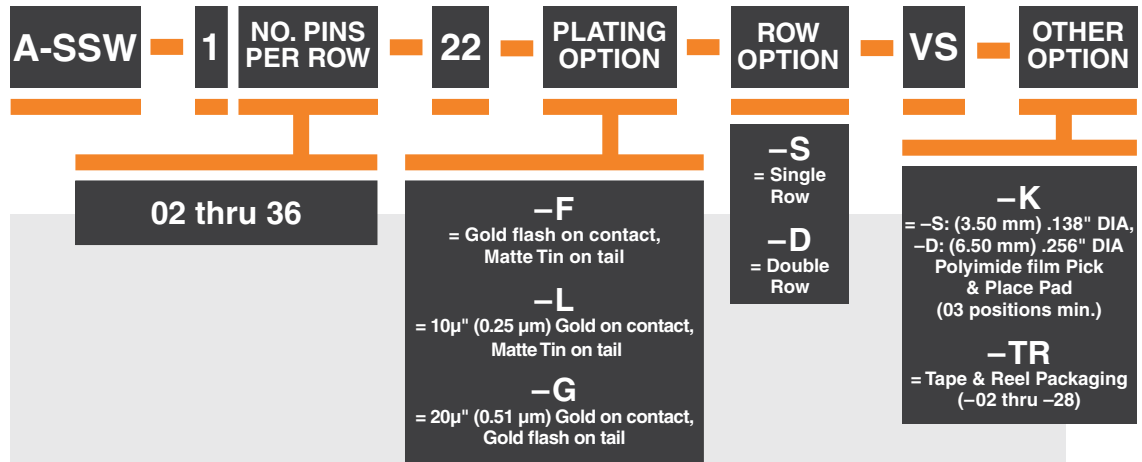 A-SSW
1
NO. PINS
PER ROW
22
PLATING
OPTION
ROW
OPTION
VS
OTHER
OPTION
02 thru 36
–F
= Gold flash on contact,
Matte Tin on tail
–L
= 10µ" (0.25 µm) Gold on contact,
Matte Tin on tail
–G
= 20µ" (0.51 µm) Gold on contact,
Gold flash on tail
–S
= Single
Row
–D
= Double
Row
–K
= –S: (3.50 mm) .138" DIA,
–D: (6.50 mm) .256" DIA
Polyimide film Pick
& Place Pad
(03 positions min.)
–TR
= Tape & Reel Packaging
(–02 thru –28)